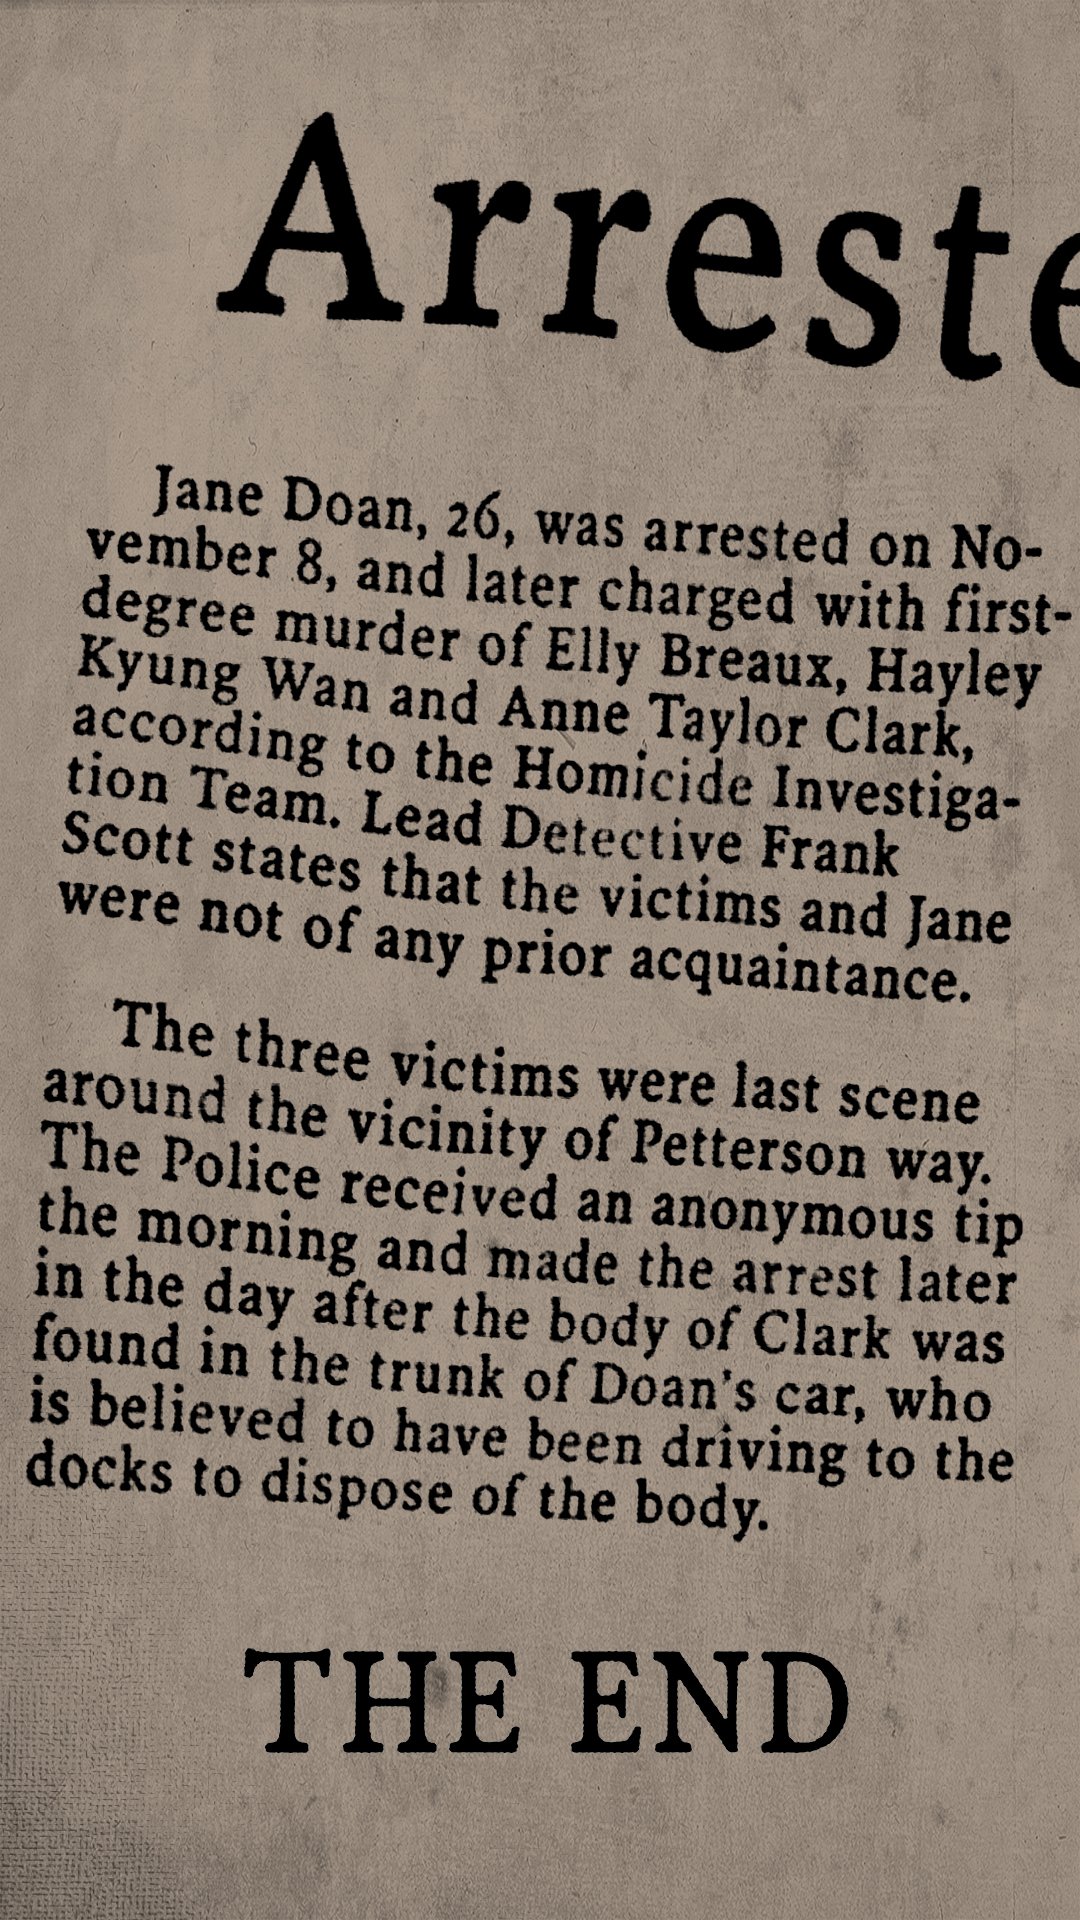 Arreste
Jane Doan, 26, was arrested on No-
vember 8, and later charged with first-
degree murder of Elly Breaux, Hayley
Kyung Wan and Anne Taylor Clark,
according to the Homicide Investiga-
tion Team. Lead Detective Frank
Scott states that the victims and Jane
were not of any prior acquaintance.
The three victims were last scene
around the vicinity of Petterson way.
The Police received an anonymous tip
the morning and made the arrest later
in the day after the body of Clark was
found in the trunk of Doan's car, who
is believed to have been driving to the
docks to dispose of the body.
THE END